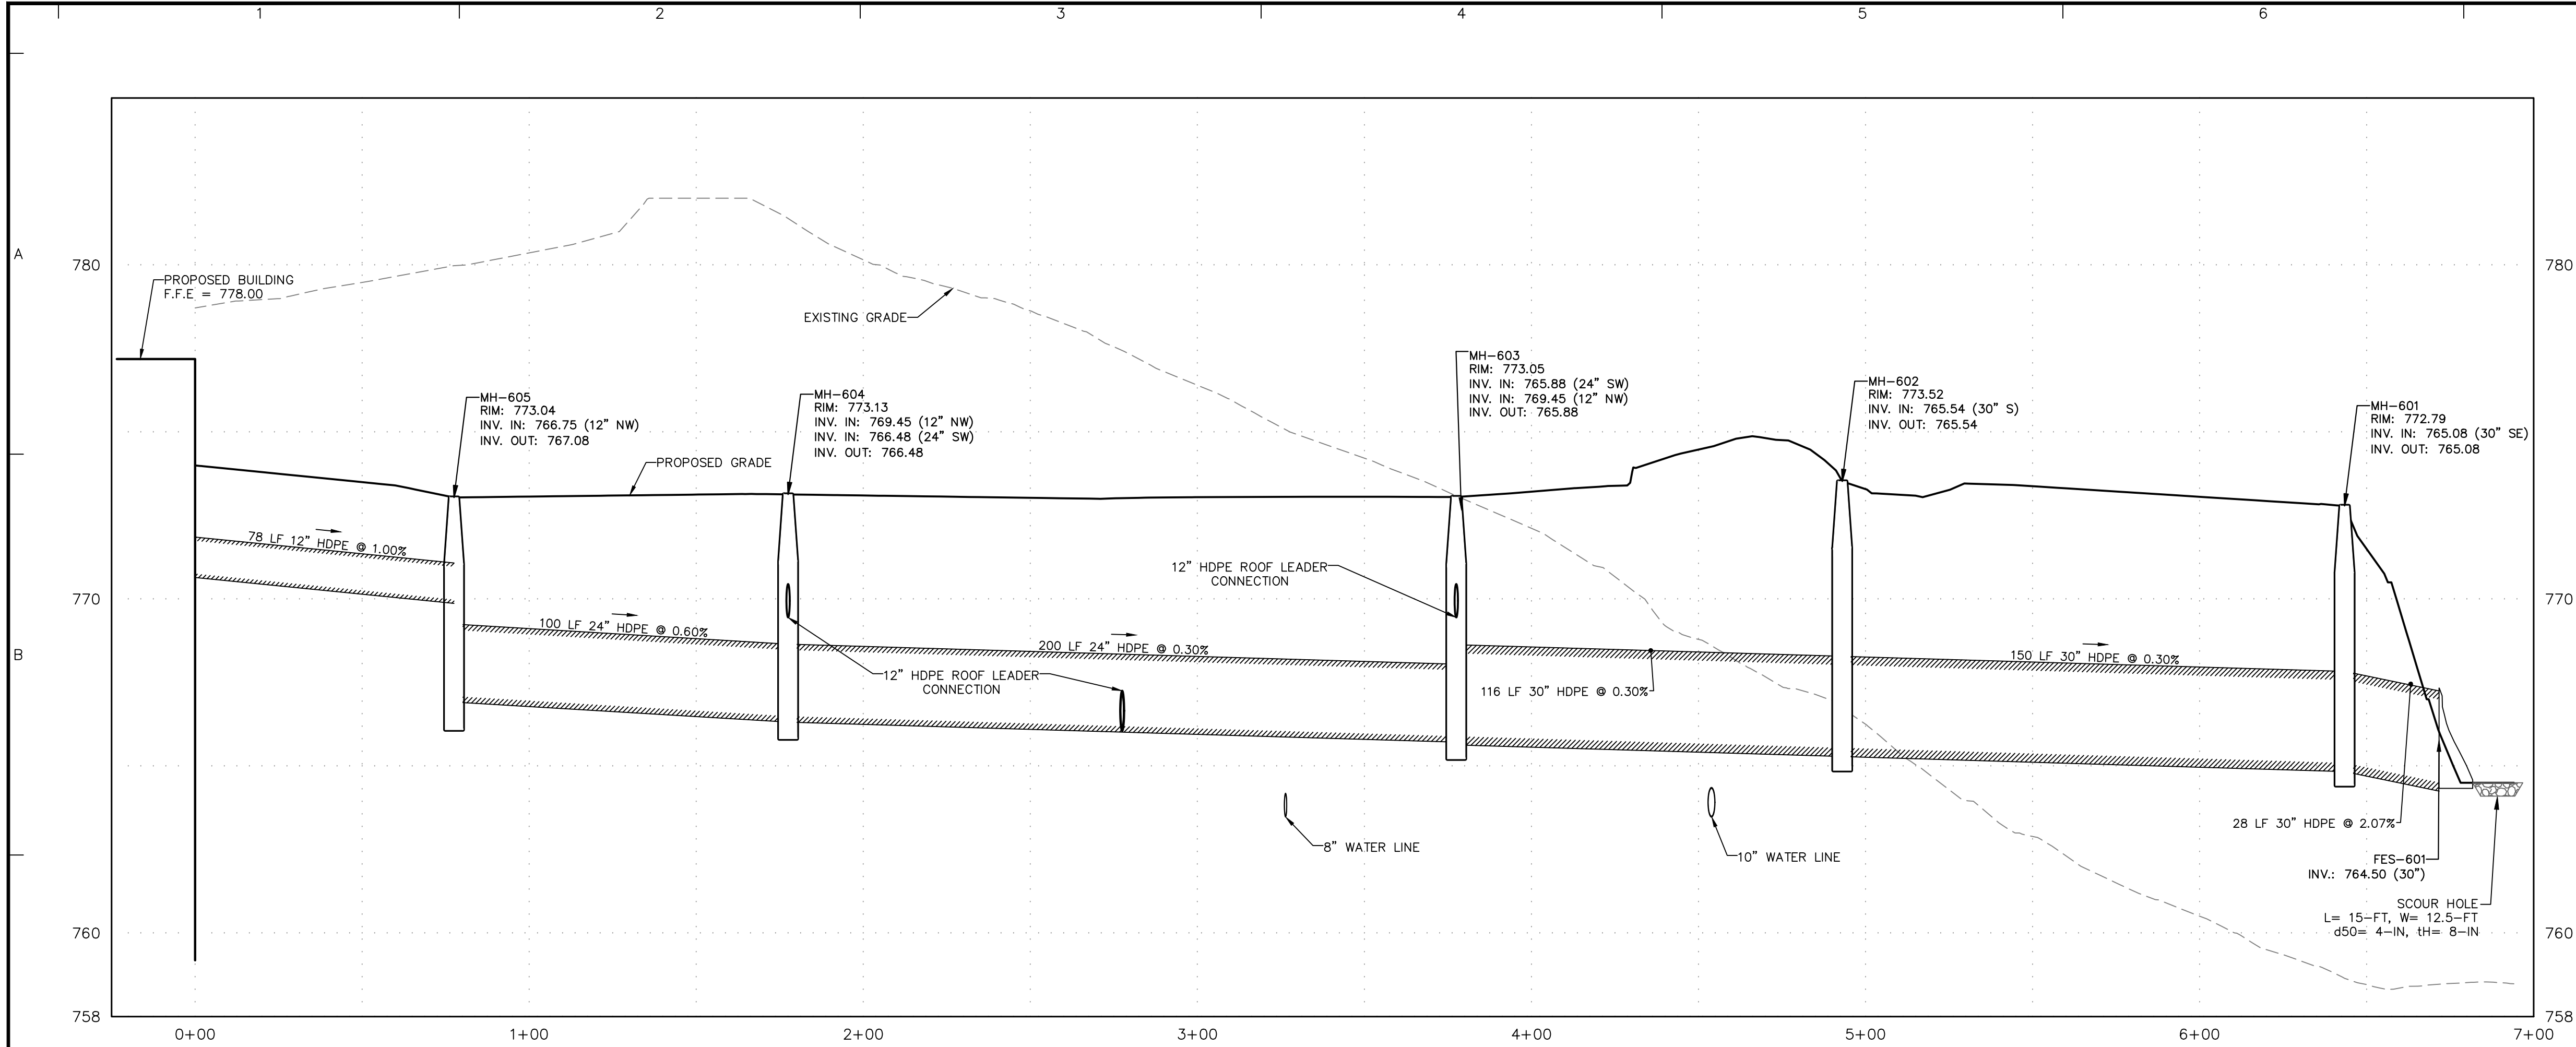 1 2 3 4 5 6
A
B
780
780
770
770
760
760
758
758
PROPOSED BUILDING
F.F.E = 778.00
EXISTING GRADE
MH-605
RIM: 773.04
INV. IN: 766.75 (12" NW)
INV. OUT: 767.08
MH-604
RIM: 773.13
INV. IN: 769.45 (12" NW)
INV. IN: 766.48 (24" SW)
INV. OUT: 766.48
PROPOSED GRADE
MH-603
RIM: 773.05
INV. IN: 765.88 (24" SW)
INV. IN: 769.45 (12" NW)
INV. OUT: 765.88
MH-602
RIM: 773.52
INV. IN: 765.54 (30" S)
INV. OUT: 765.54
MH-601
RIM: 772.79
INV. IN: 765.08 (30" SE)
INV. OUT: 765.08
78 LF 12" HDPE @ 1.00%
100 LF 24" HDPE @ 0.60%
200 LF 24" HDPE @ 0.30%
12" HDPE ROOF LEADER
CONNECTION
12" HDPE ROOF LEADER
CONNECTION
116 LF 30" HDPE @ 0.30%
150 LF 30" HDPE @ 0.30%
8" WATER LINE
10" WATER LINE
28 LF 30" HDPE @ 2.07%
FES-601
INV.: 764.50 (30")
SCOUR HOLE
L= 15-FT, W= 12.5-FT
d50= 4-IN, tH= 8-IN
0+00 1+00 2+00 3+00 4+00 5+00 6+00 7+00